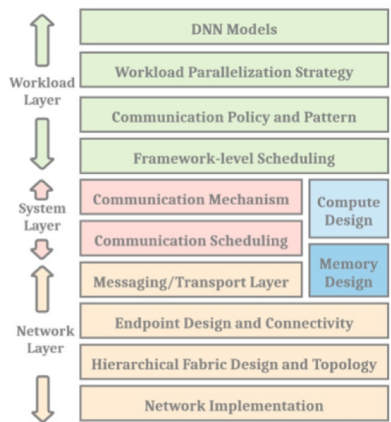 DNN Models
Workload Parallelization Strategy
Workload
Layer
Communication Policy and Pattern
Framework-level Scheduling
Communication Mechanism
Compute
Design
System
Layer
Communication Scheduling
Memory
Design
Messaging/Transport Layer
Endpoint Design and Connectivity
Network
Layer
Hierarchical Fabric Design and Topology
Network Implementation